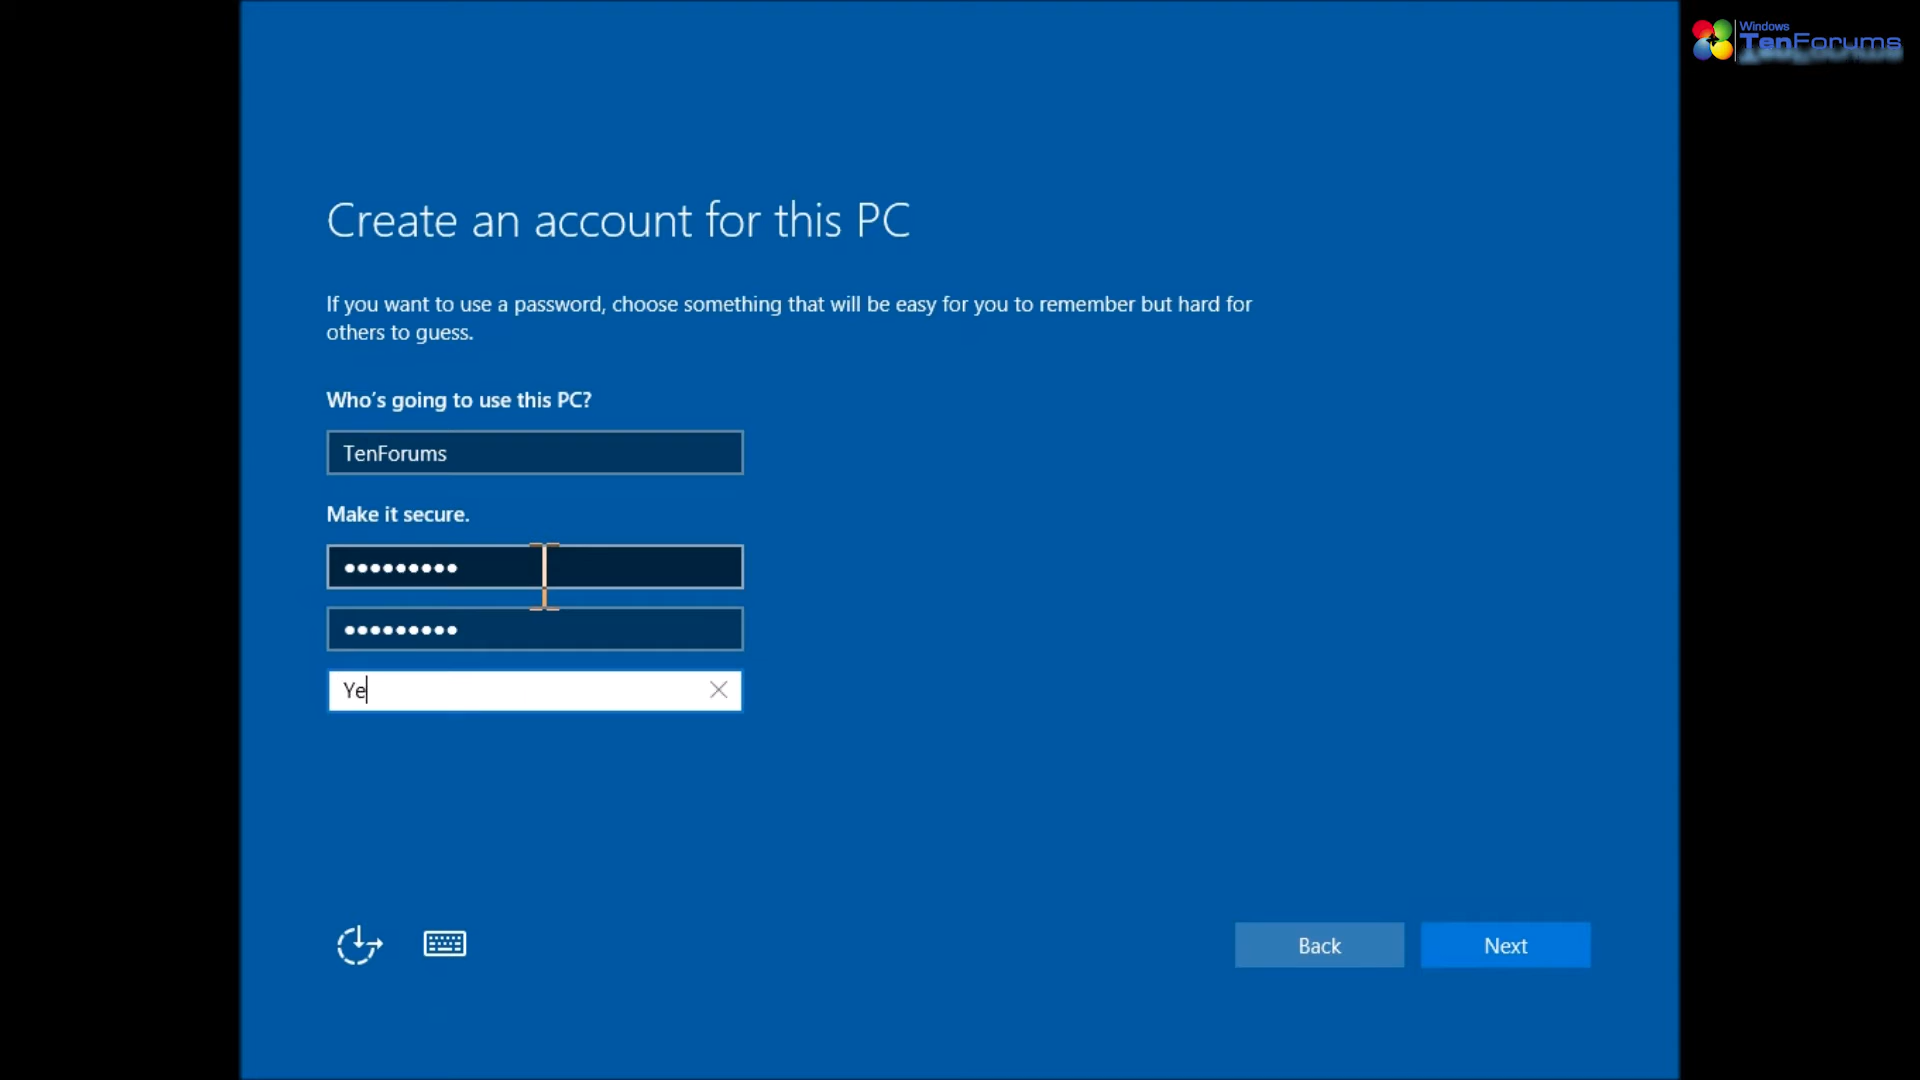 Windows
TenForums
Create an account for this PC
If you want to use a password, choose something that will be easy for you to remember but hard for
others to guess.
Who's going to use this PC?
TenForums
Make it secure.
●●●●●●●●●
●●●●●●●●●
Ye
Back
Next